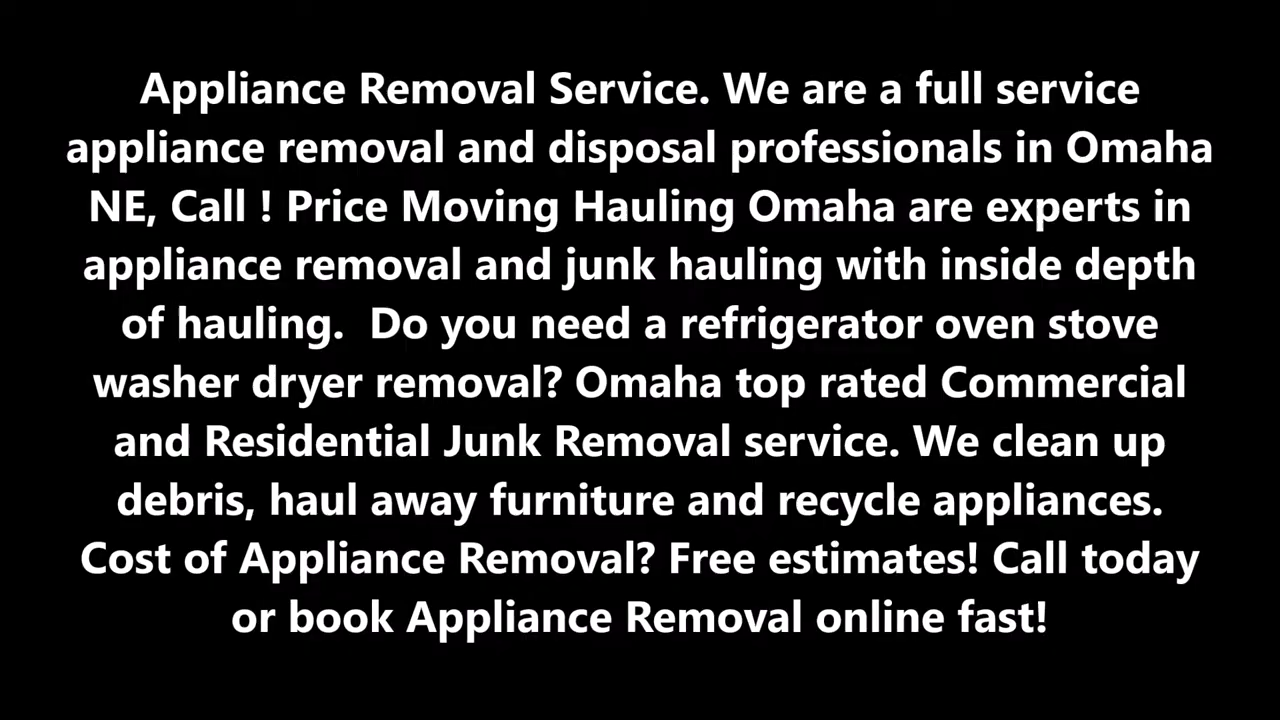 Appliance Removal Service. We are a full service
appliance removal and disposal professionals in Omaha
NE, Call ! Price Moving Hauling Omaha are experts in
appliance removal and junk hauling with inside depth
of hauling.  Do you need a refrigerator oven stove
washer dryer removal? Omaha top rated Commercial
and Residential Junk Removal service. We clean up
debris, haul away furniture and recycle appliances.
Cost of Appliance Removal? Free estimates! Call today
or book Appliance Removal online fast!